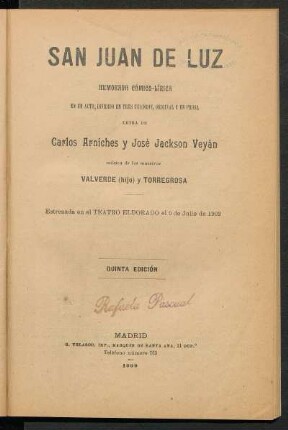 SAN JUAN DE LUZ
HUMORADA CÓMICO-LÍRICA
EN UN ACTO, DIVIDIDO EN TRES CUADROS, ORIGINAL Y EN PROSA,
LETRA DE
Carlos Arniches y José Jackson Veyán
música de los maestros
VALVERDE (hijo) y TORREGROSA
Estrenada en el TEATRO ELDORADO el de Julio de 1902
QUINTA EDICIÓN
Rafaela Pascual
MADRID
R. VELASCO, IMP., MARQUÉS DE SANTA ANA, 11 DUP.º
Teléfono número 551